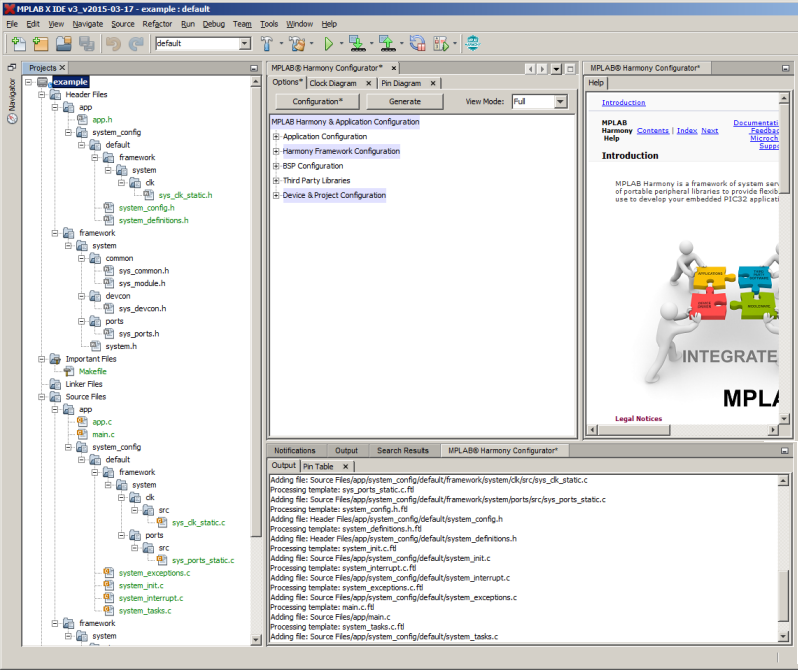 MPLAB X IDE v3_v2015-03-17 - example : default
File Edit View Navigate Source Refactor Run Debug Team Tools Window Help
default
Navigator
Projects
example
Header Files
app
app.h
system_config
default
framework
system
clk
sys_clk_static.h
system_config.h
system_definitions.h
framework
system
common
sys_common.h
sys_module.h
devcon
sys_devcon.h
ports
sys_ports.h
system.h
Important Files
Makefile
Linker Files
Source Files
app
app.c
main.c
system_config
default
framework
system
clk
src
sys_clk_static.c
ports
src
sys_ports_static.c
system_exceptions.c
system_init.c
system_interrupt.c
system_tasks.c
framework
system
MPLAB® Harmony Configurator*
Options* Clock Diagram Pin Diagram
Configuration* Generate View Mode: Full
MPLAB Harmony & Application Configuration
Application Configuration
Harmony Framework Configuration
BSP Configuration
Third Party Libraries
Device & Project Configuration
MPLAB® Harmony Configurator*
Help
Introduction
MPLAB Harmony Help
Contents | Index Next
Documentati
Feedbac
Microch
Suppo
Introduction
MPLAB Harmony is a framework of system serv
of portable peripheral libraries to provide flexib
use to develop your embedded PIC32 applicati
APPLICATIONS
INTEGRATE
MPLA
Legal Notices
Notifications Output Search Results MPLAB® Harmony Configurator*
Output Pin Table
Adding file: Source Files/app/system_config/default/framework/system/clk/src/sys_clk_static.c
Processing template: sys_ports_static.c.ftl
Adding file: Source Files/app/system_config/default/framework/system/ports/src/sys_ports_static.c
Processing template: system_config.h.ftl
Adding file: Header Files/app/system_config/default/system_config.h
Processing template: system_definitions.h.ftl
Adding file: Header Files/app/system_config/default/system_definitions.h
Processing template: system_init.c.ftl
Adding file: Source Files/app/system_config/default/system_init.c
Processing template: system_interrupt.c.ftl
Adding file: Source Files/app/system_config/default/system_interrupt.c
Processing template: system_exceptions.c.ftl
Adding file: Source Files/app/system_config/default/system_exceptions.c
Processing template: main.c.ftl
Adding file: Source Files/app/main.c
Processing template: system_tasks.c.ftl
Adding file: Source Files/app/system_config/default/system_tasks.c